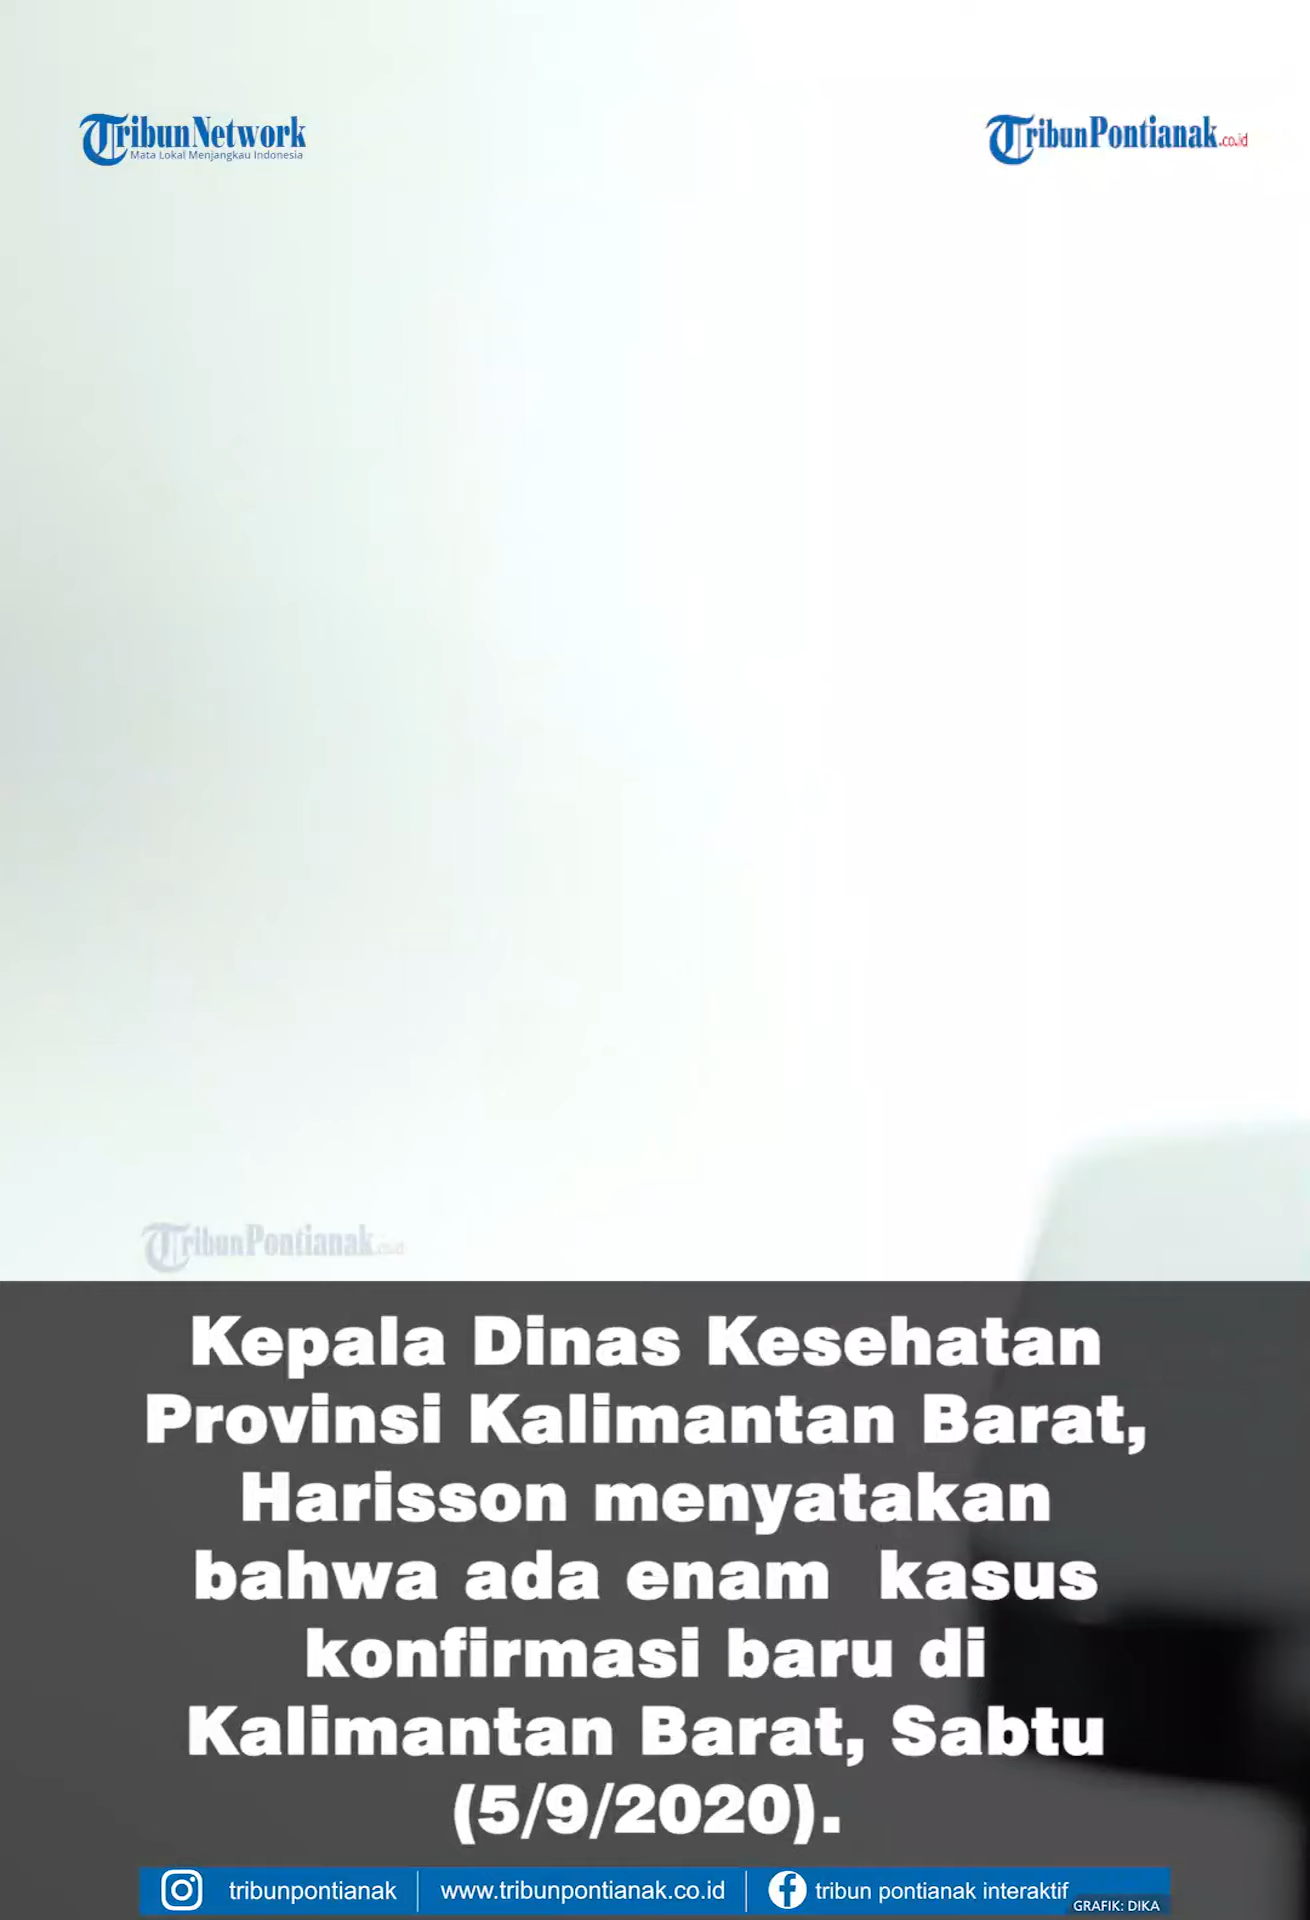 TribunNetwork
Mata Lokal Menjangkau Indonesia
TribunPontianak.co.id
TribunPontianak.co.id
Kepala Dinas Kesehatan
Provinsi Kalimantan Barat,
Harisson menyatakan
bahwa ada enam  kasus
konfirmasi baru di
Kalimantan Barat, Sabtu
(5/9/2020).
tribunpontianak
www.tribunpontianak.co.id
tribun pontianak interaktif
GRAFIK: DIKA